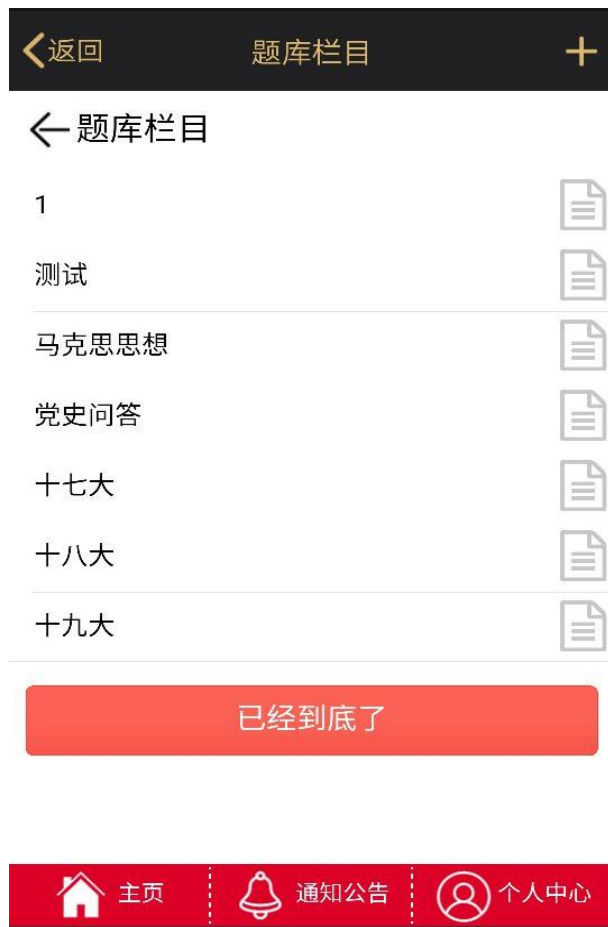 返回 题库栏目 +
题库栏目
1
测试
马克思思想
党史问答
十七大
十八大
十九大
已经到底了
主页 通知公告 个人中心